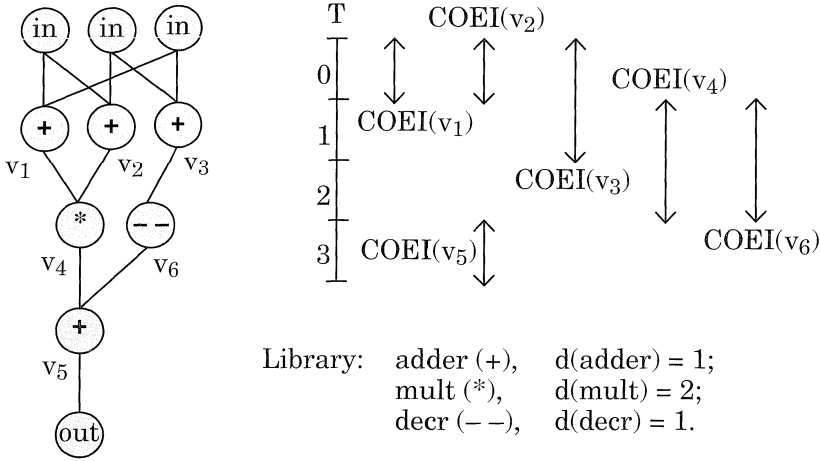 in in in
T
COEI(v2)
0
COEI(v4)
+ + +
COEI(v1)
1
v1 v2 v3
COEI(v3)
2
*
– –
COEI(v6)
3
COEI(v5)
v4 v6
+
v5
Library: adder (+), d(adder) = 1;
mult (*), d(mult) = 2;
decr (– –), d(decr) = 1.
out